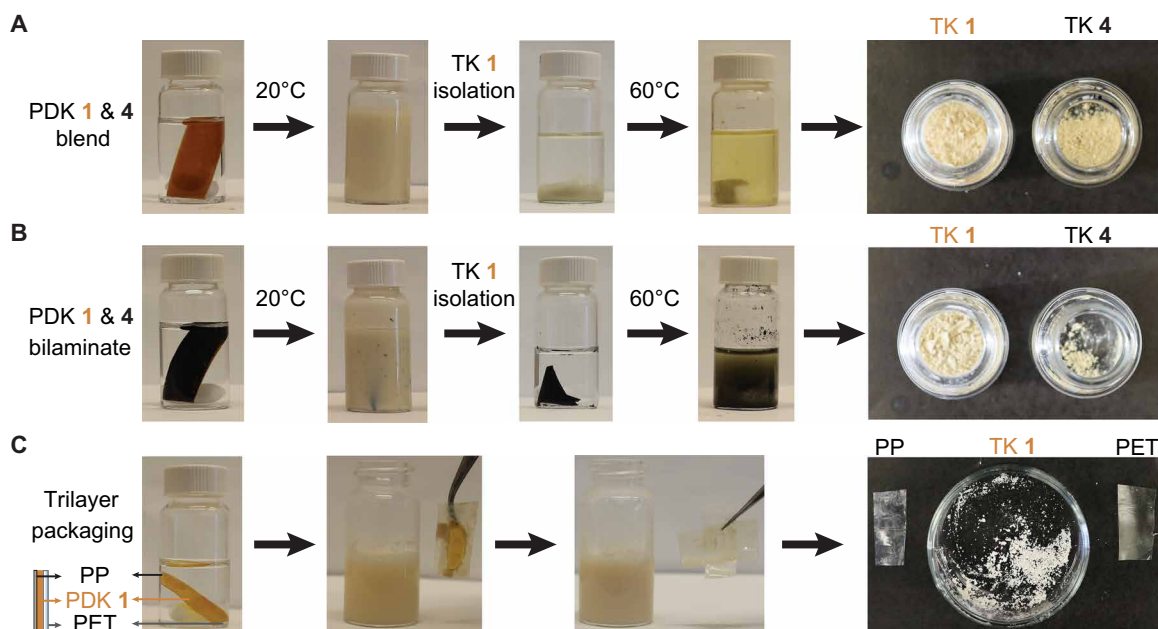 A
PDK 1 & 4
blend
20°C
TK 1
isolation
60°C
TK 1
TK 4
B
PDK 1 & 4
bilaminate
20°C
TK 1
isolation
60°C
TK 1
TK 4
C
Trilayer
packaging
PP
PDK 1
PET
PP
TK 1
PET